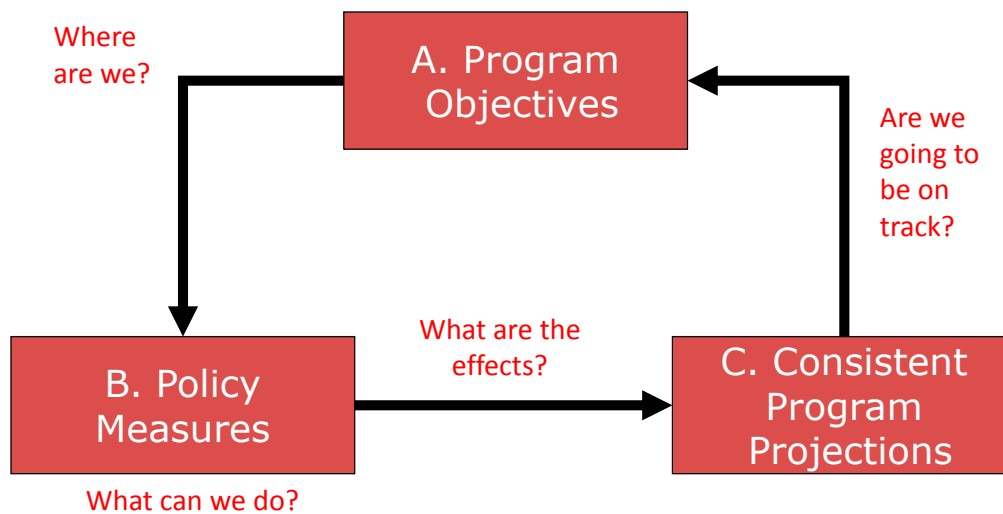 Where
are we?
A. Program
Objectives
Are we
going to
be on
track?
What are the
effects?
B. Policy
Measures
C. Consistent
Program
Projections
What can we do?